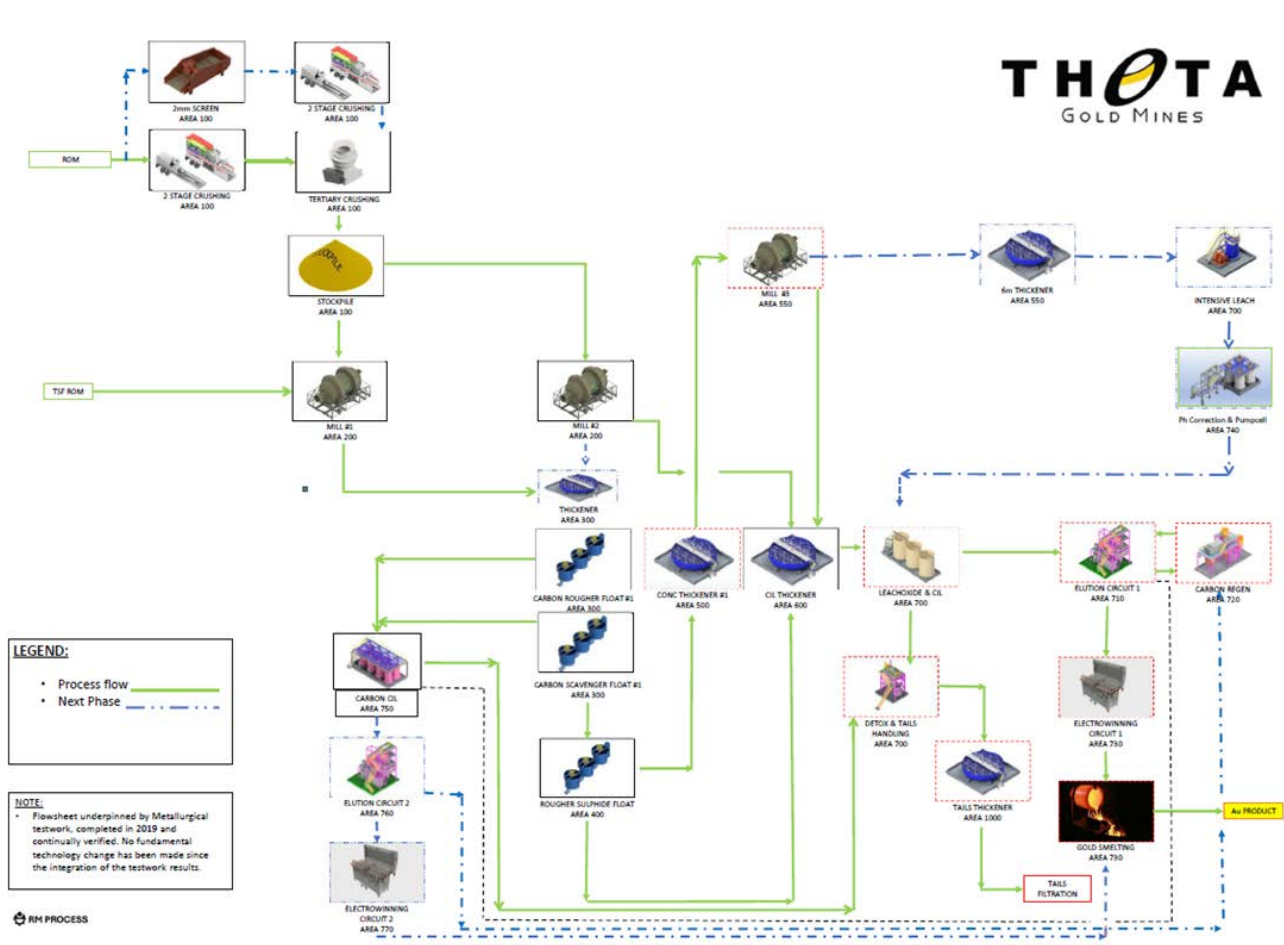 THETA
GOLD MINES
2mm SCREEN
AREA 100
2 STAGE CRUSHING
AREA 100
ROM
2 STAGE CRUSHING
AREA 100
TERTIARY CRUSHING
AREA 100
STOCKPILE
AREA 100
MILL #3
AREA 550
6m THICKENER
AREA 550
INTENSIVE LEACH
AREA 700
TSF ROM
MILL #1
AREA 200
MILL #2
AREA 200
Ph Correction & Pumpcell
AREA 740
THICKENER
AREA 300
CARBON ROUGHER FLOAT #1
AREA 300
CONC THICKENER #1
AREA 500
CIL THICKENER
AREA 600
LEACHOXIDE & CIL
AREA 700
ELUTION CIRCUIT 1
AREA 710
CARBON REGEN
AREA 720
LEGEND:
• Process flow
• Next Phase
CARBON CIL
AREA 750
CARBON SCAVENGER FLOAT #1
AREA 300
DETOX & TAILS
HANDLING
AREA 700
ELECTROWINNING
CIRCUIT 1
AREA 730
ELUTION CIRCUIT 2
AREA 760
ROUGHER SULPHIDE FLOAT
AREA 400
TAILS THICKENER
AREA 1000
GOLD SMELTING
AREA 730
Au PRODUCT
NOTE:
• Flowsheet underpinned by Metallurgical
testwork, completed in 2019 and
continually verified. No fundamental
technology change has been made since
the integration of the testwork results.
TAILS
FILTRATION
ELECTROWINNING
CIRCUIT 2
AREA 770
RM PROCESS